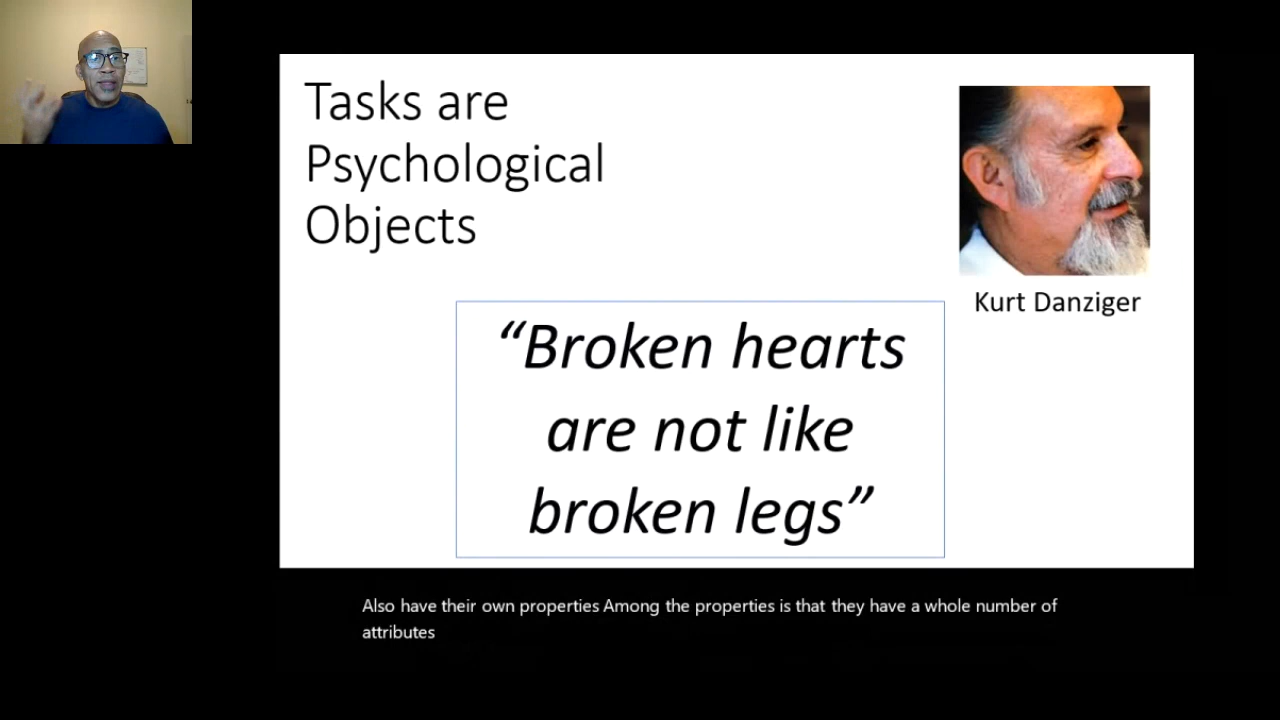 Tasks are
Psychological
Objects
Kurt Danziger
“Broken hearts
are not like
broken legs”
Also have their own properties Among the properties is that they have a whole number of
attributes